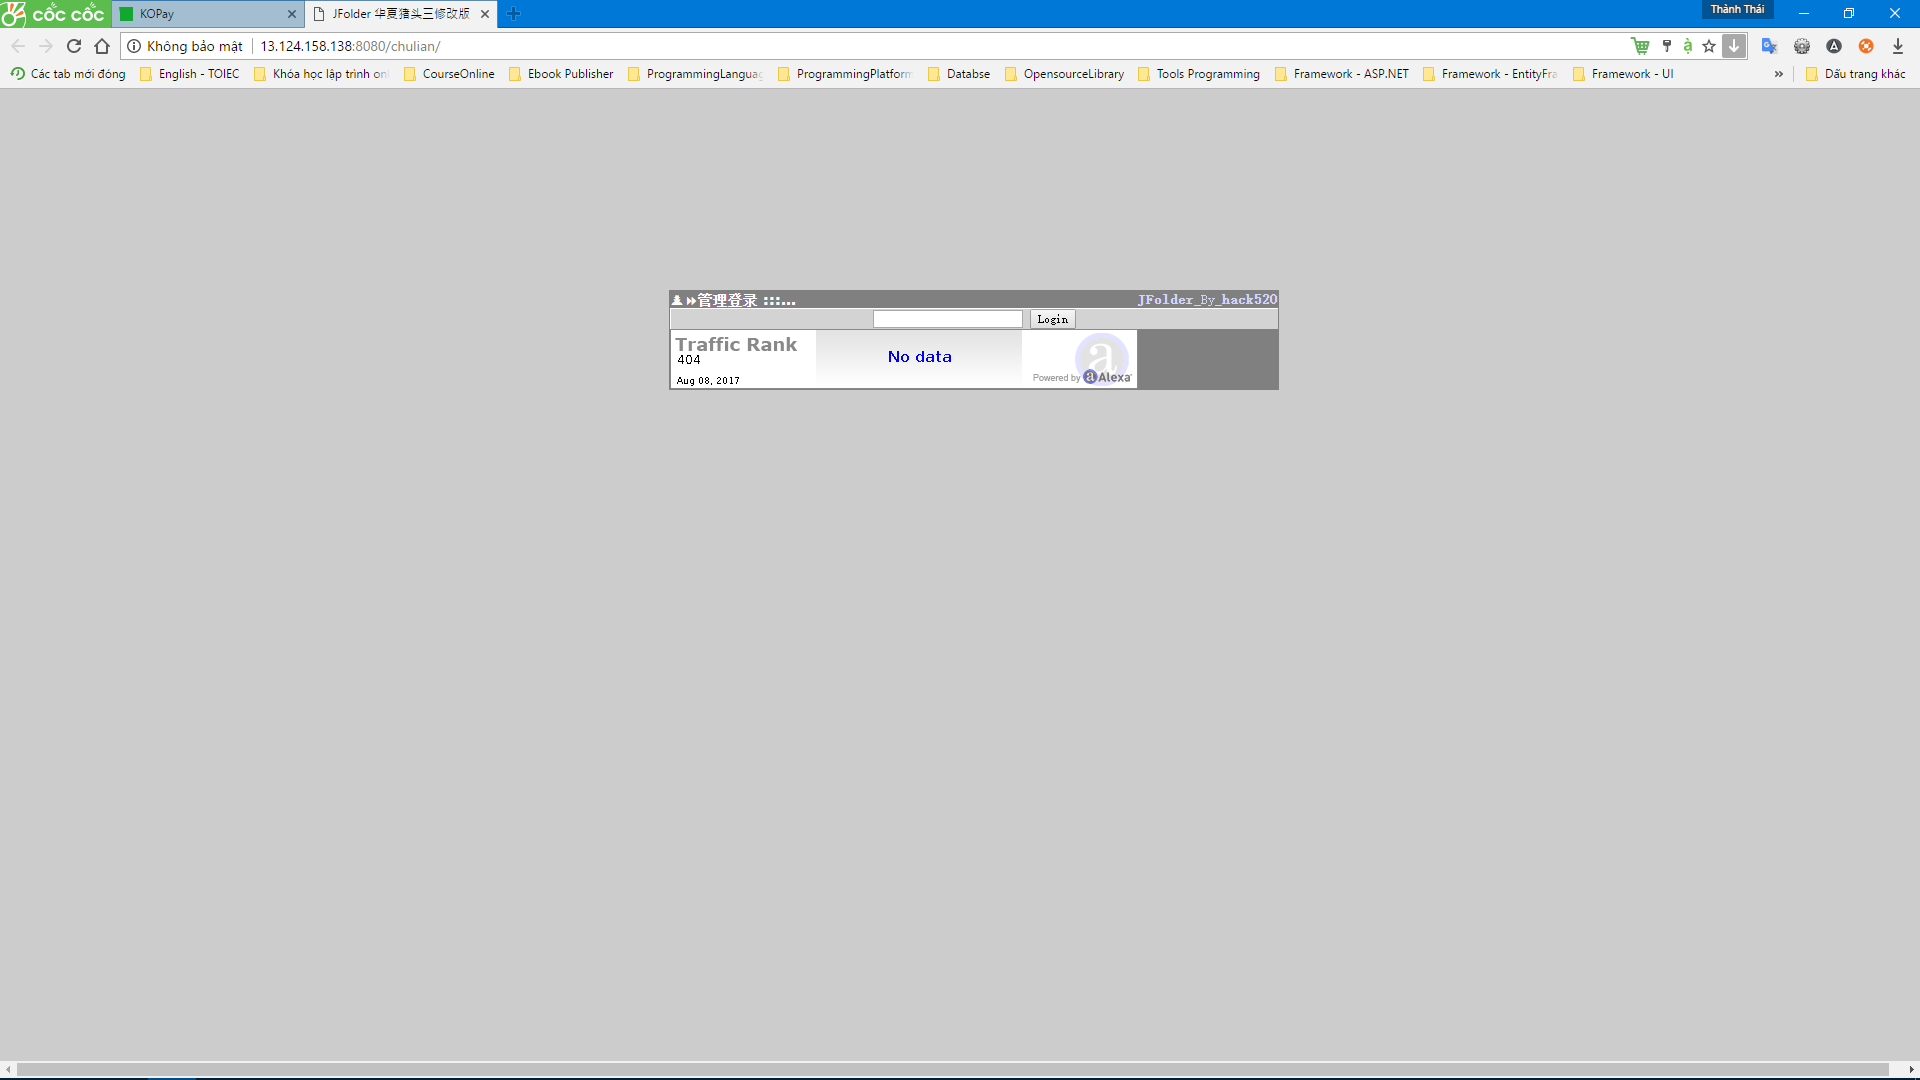 cốc cốc
KOPay
JFolder 华夏猪头三修改版
Thành Thái
Không bảo mật
13.124.158.138:8080/chulian/
Các tab mới đóng
English - TOIEC
Khóa học lập trình onl
CourseOnline
Ebook Publisher
ProgrammingLangua
ProgrammingPlatform
Databse
OpensourceLibrary
Tools Programming
Framework - ASP.NET
Framework - EntityFra
Framework - UI
»
Dấu trang khác
管理登录 :::...
JFolder_By_hack520
Login
Traffic Rank
404
Aug 08, 2017
No data
Powered by Alexa